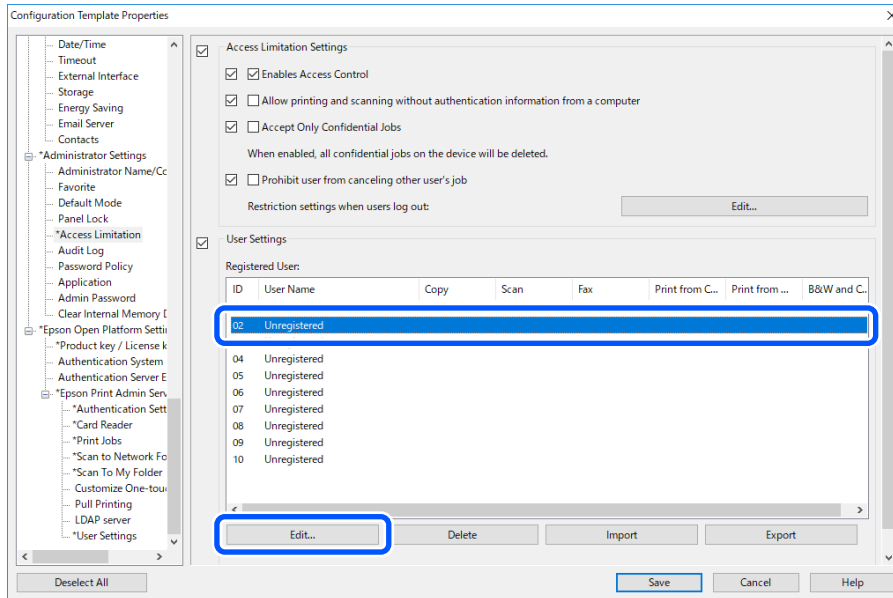 Configuration Template Properties
Date/Time
Timeout
External Interface
Storage
Energy Saving
Email Server
Contacts
*Administrator Settings
Administrator Name/Cc
Favorite
Default Mode
Panel Lock
*Access Limitation
Audit Log
Password Policy
Application
Admin Password
Clear Internal Memory D
*Epson Open Platform Settin
*Product key / License k
Authentication System
Authentication Server E
*Epson Print Admin Serv
*Authentication Sett
*Card Reader
*Print Jobs
*Scan to Network Fo
*Scan To My Folder
Customize One-tou
Pull Printing
LDAP server
*User Settings
Access Limitation Settings
Enables Access Control
Allow printing and scanning without authentication information from a computer
Accept Only Confidential Jobs
When enabled, all confidential jobs on the device will be deleted.
Prohibit user from canceling other user's job
Restriction settings when users log out: Edit...
User Settings
Registered User:
ID User Name Copy Scan Fax Print from C... Print from ... B&W and C..
02 Unregistered
04 Unregistered
05 Unregistered
06 Unregistered
07 Unregistered
08 Unregistered
09 Unregistered
10 Unregistered
Edit... Delete Import Export
Deselect All Save Cancel Help